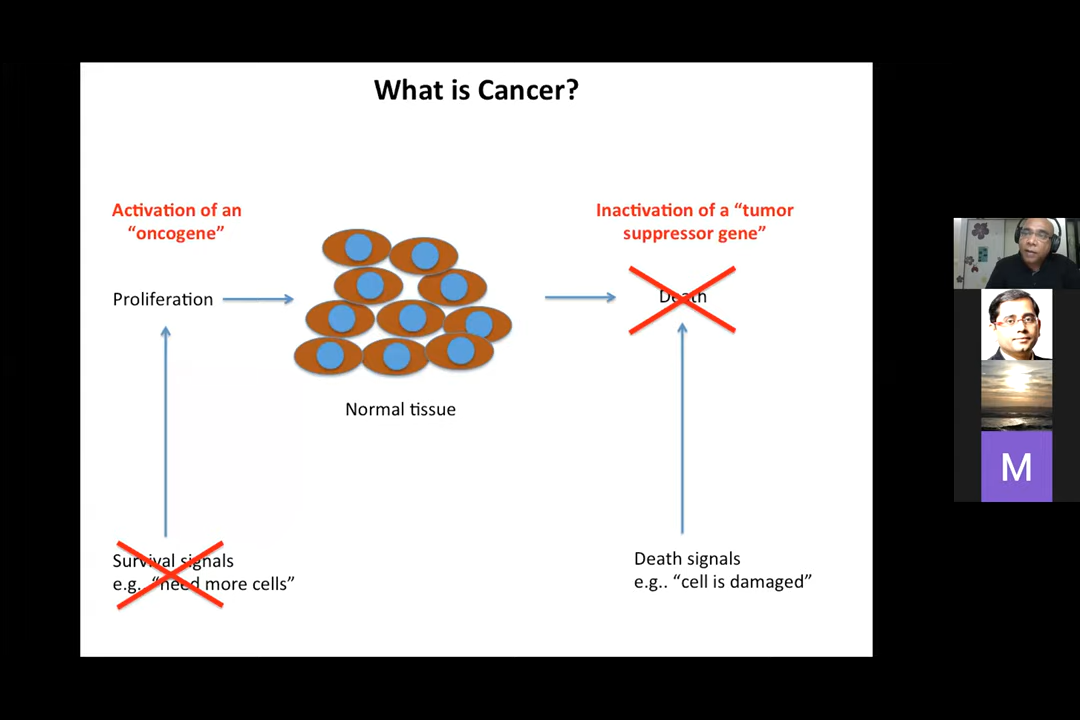 What is Cancer?
Activation of an
“oncogene”
Inactivation of a “tumor
suppressor gene”
Proliferation
Death
Normal tissue
Survival signals
e.g.. “need more cells”
Death signals
e.g.. “cell is damaged”
M